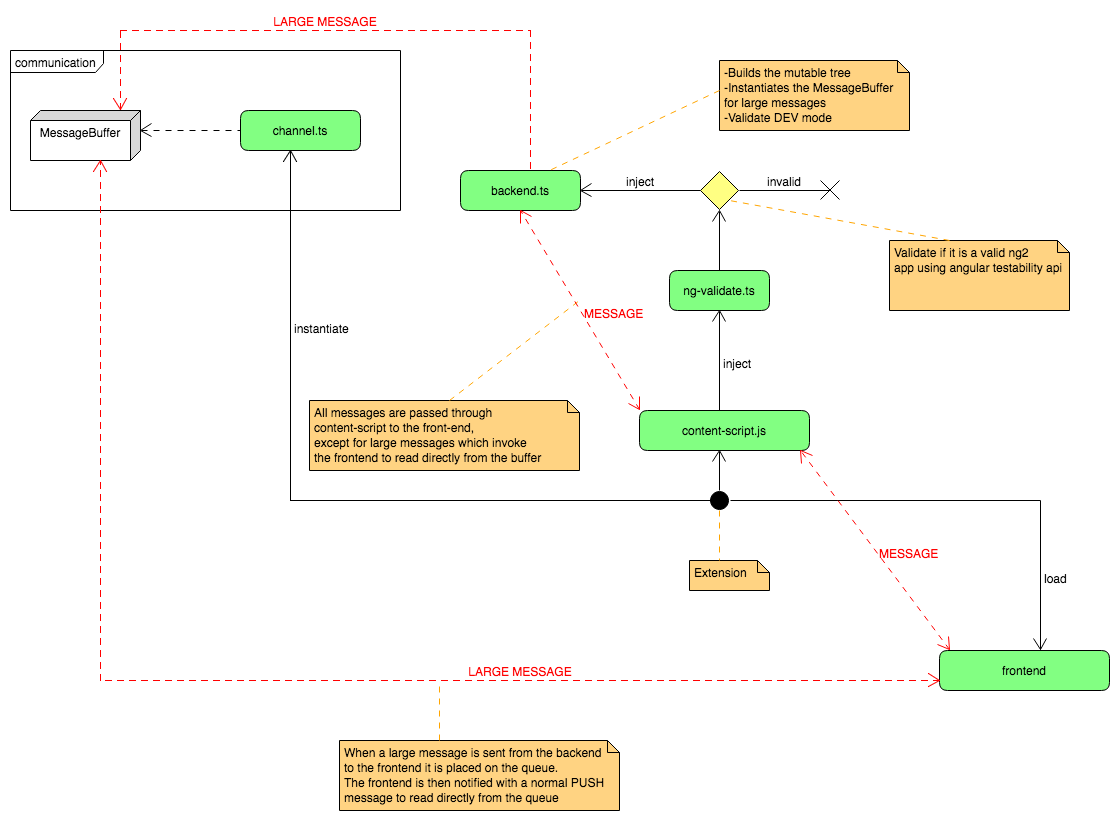 LARGE MESSAGE
communication
MessageBuffer
channel.ts
-Builds the mutable tree
-Instantiates the MessageBuffer
for large messages
-Validate DEV mode
backend.ts
inject
invalid
Validate if it is a valid ng2
app using angular testability api
ng-validate.ts
MESSAGE
instantiate
inject
All messages are passed through
content-script to the front-end,
except for large messages which invoke
the frontend to read directly from the buffer
content-script.js
MESSAGE
Extension
load
LARGE MESSAGE
frontend
When a large message is sent from the backend
to the frontend it is placed on the queue.
The frontend is then notified with a normal PUSH
message to read directly from the queue